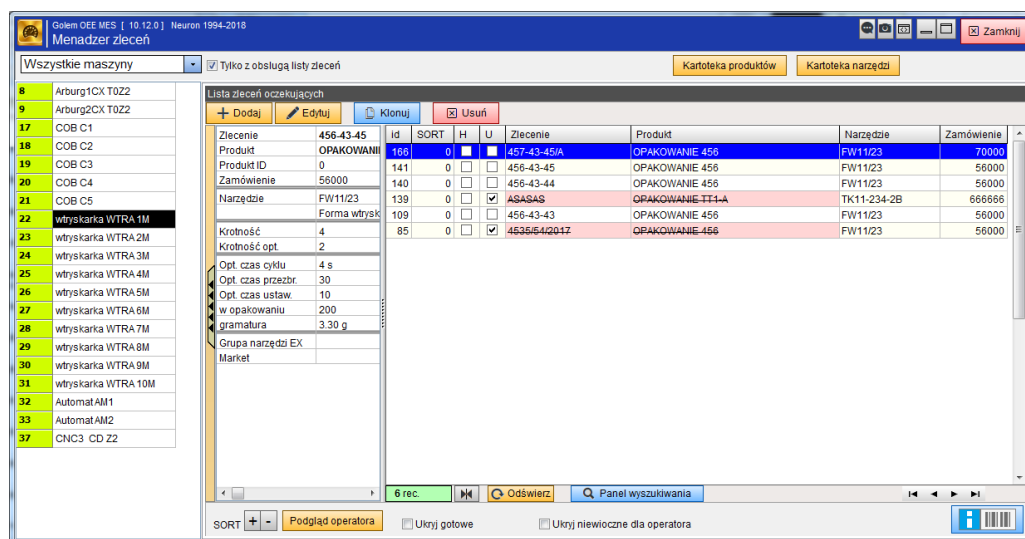 Golem OEE MES [ 10.12.0 ] Neuron 1994-2018
Menadzer zleceń
Zamknij
Wszystkie maszyny
Tylko z obsługą listy zleceń
Kartoteka produktów
Kartoteka narzędzi
8 Arburg1CX T0Z2
9 Arburg2CX T0Z2
17 COB C1
18 COB C2
19 COB C3
20 COB C4
21 COB C5
22 wtryskarka WTRA 1M
23 wtryskarka WTRA 2M
24 wtryskarka WTRA 3M
25 wtryskarka WTRA 4M
26 wtryskarka WTRA 5M
27 wtryskarka WTRA 6M
28 wtryskarka WTRA 7M
29 wtryskarka WTRA 8M
30 wtryskarka WTRA 9M
31 wtryskarka WTRA 10M
32 Automat AM1
33 Automat AM2
37 CNC3 CD Z2
Lista zleceń oczekujących
Dodaj
Edytuj
Klonuj
Usuń
Zlecenie 456-43-45
Produkt OPAKOWANI
Produkt ID 0
Zamówienie 56000
Narzędzie FW11/23
Forma wtrysk
Krotność 4
Krotność opt. 2
Opt. czas cyklu 4 s
Opt. czas przezbr. 30
Opt. czas ustaw. 10
w opakowaniu 200
gramatura 3.30 g
Grupa narzędzi EX
Market
id SORT H U Zlecenie Produkt Narzędzie Zamówienie
166 0 457-43-45/A OPAKOWANIE 456 FW11/23 70000
141 0 456-43-45 OPAKOWANIE 456 FW11/23 56000
140 0 456-43-44 OPAKOWANIE 456 FW11/23 56000
139 0 ASASAS OPAKOWANIE TT1-A TK11-234-2B 666666
109 0 456-43-43 OPAKOWANIE 456 FW11/23 56000
85 0 4535/54/2017 OPAKOWANIE 456 FW11/23 56000
6 rec.
Odświerz
Panel wyszukiwania
SORT + -
Podgląd operatora
Ukryj gotowe
Ukryj niewioczne dla operatora